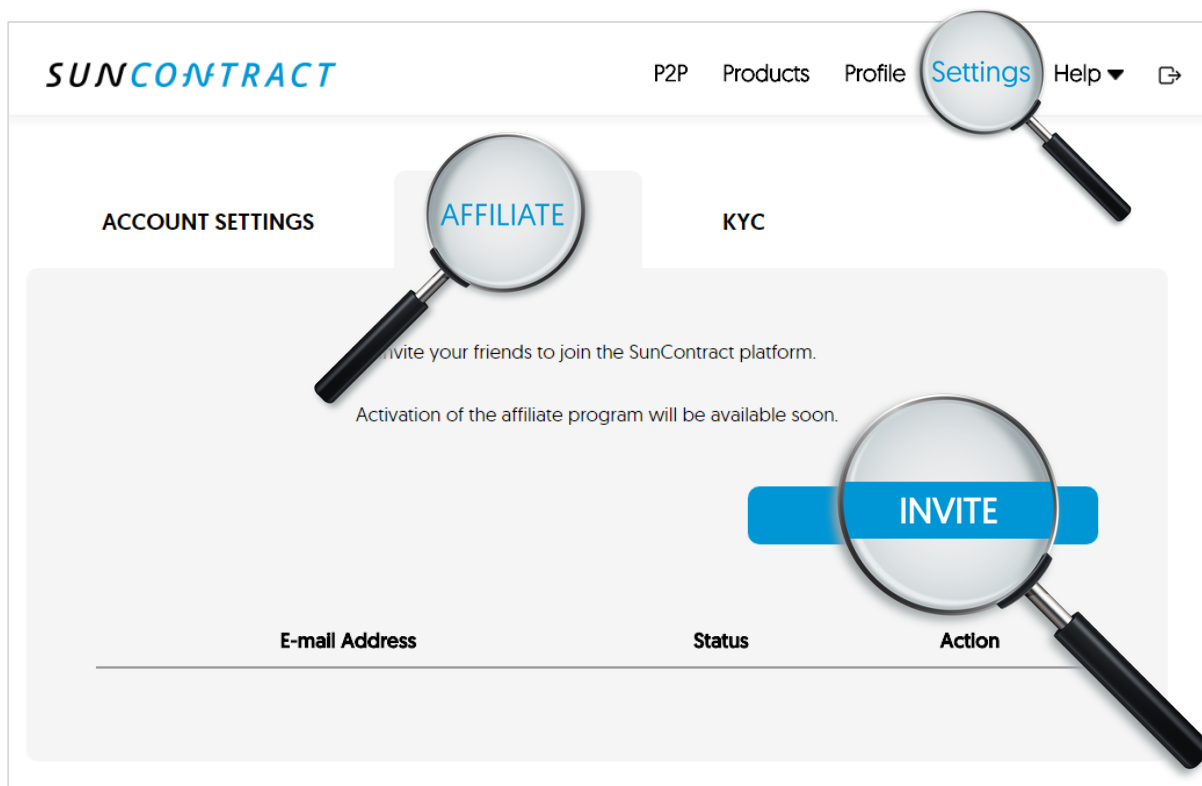 SUNCONTRACT P2P Products Profile Settings Help
ACCOUNT SETTINGS AFFILIATE KYC
your friends to join the SunContract platform.
Activation of the affiliate program will be available soon.
INVITE
E-mail Address Status Action